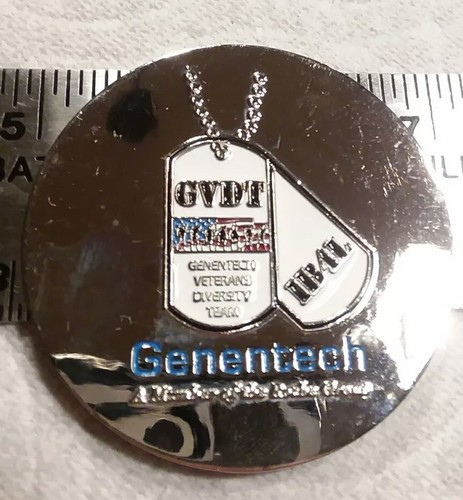 GVDT
GENENTECH
VETERANS
DIVERSITY
TEAM
IB4L
Genentech
A Member of the Roche Group
5
7